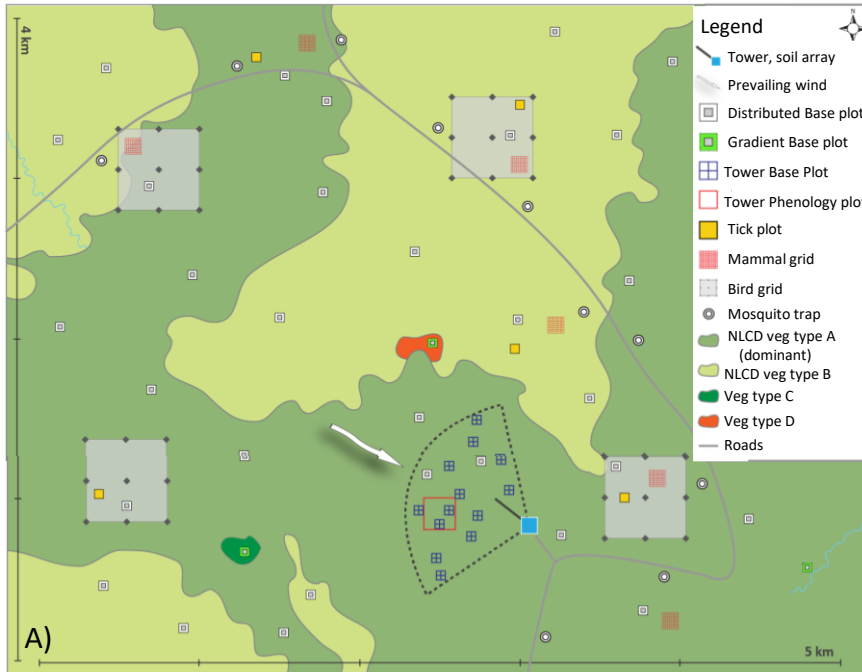 4 km
Legend
Tower, soil array
Prevailing wind
Distributed Base plot
Gradient Base plot
Tower Base Plot
Tower Phenology plot
Tick plot
Mammal grid
Bird grid
Mosquito trap
NLCD veg type A
(dominant)
NLCD veg type B
Veg type C
Veg type D
Roads
A)
5 km